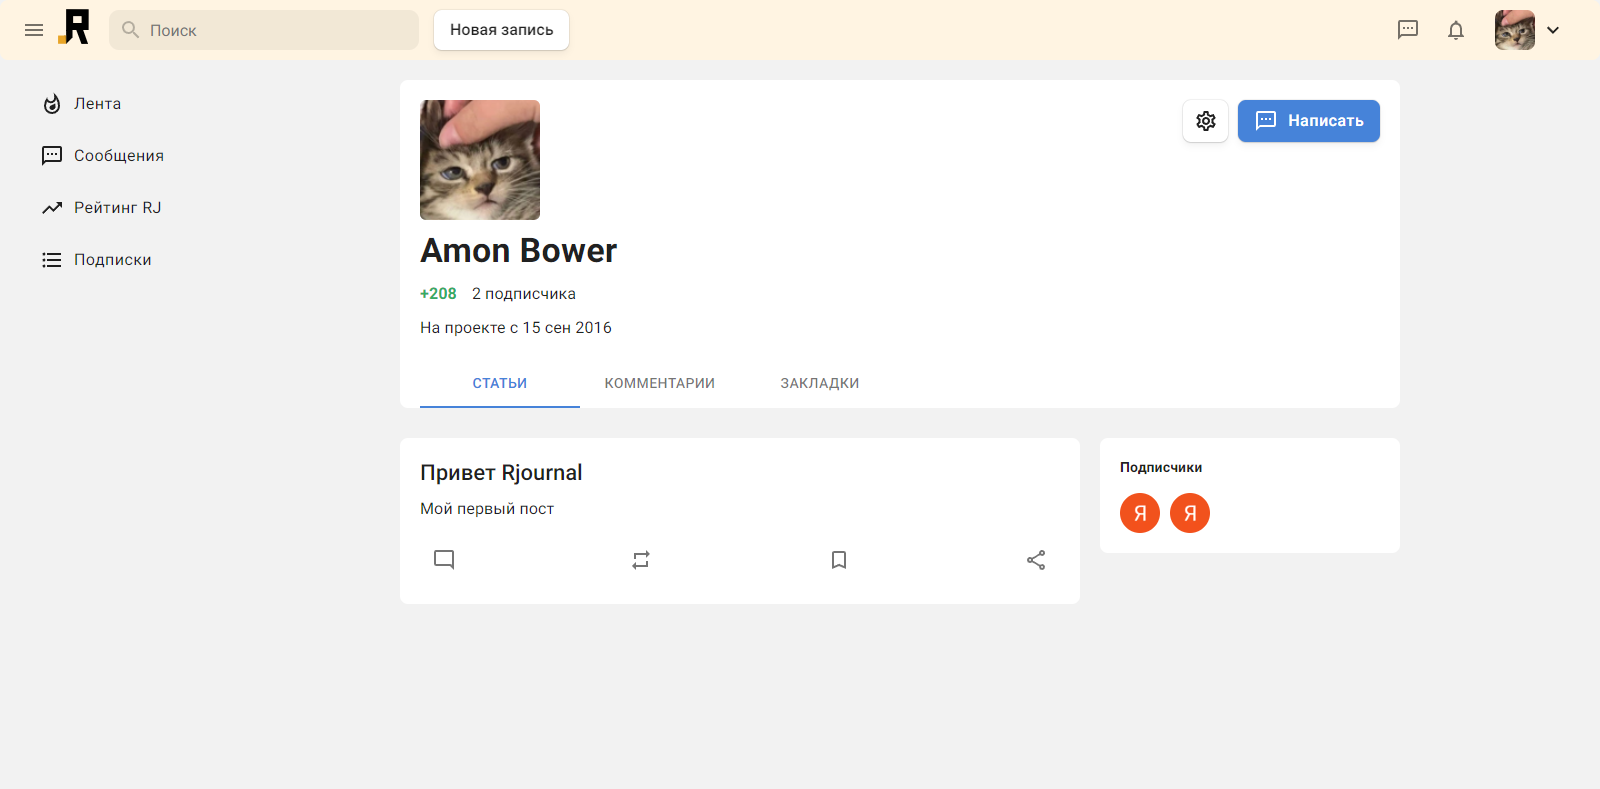 R
Поиск
Новая запись
Лента
Сообщения
Рейтинг RJ
Подписки
Написать
Amon Bower
+208 2 подписчика
На проекте с 15 сен 2016
СТАТЬИ КОММЕНТАРИИ ЗАКЛАДКИ
Привет Rjournal
Мой первый пост
Подписчики
Я Я